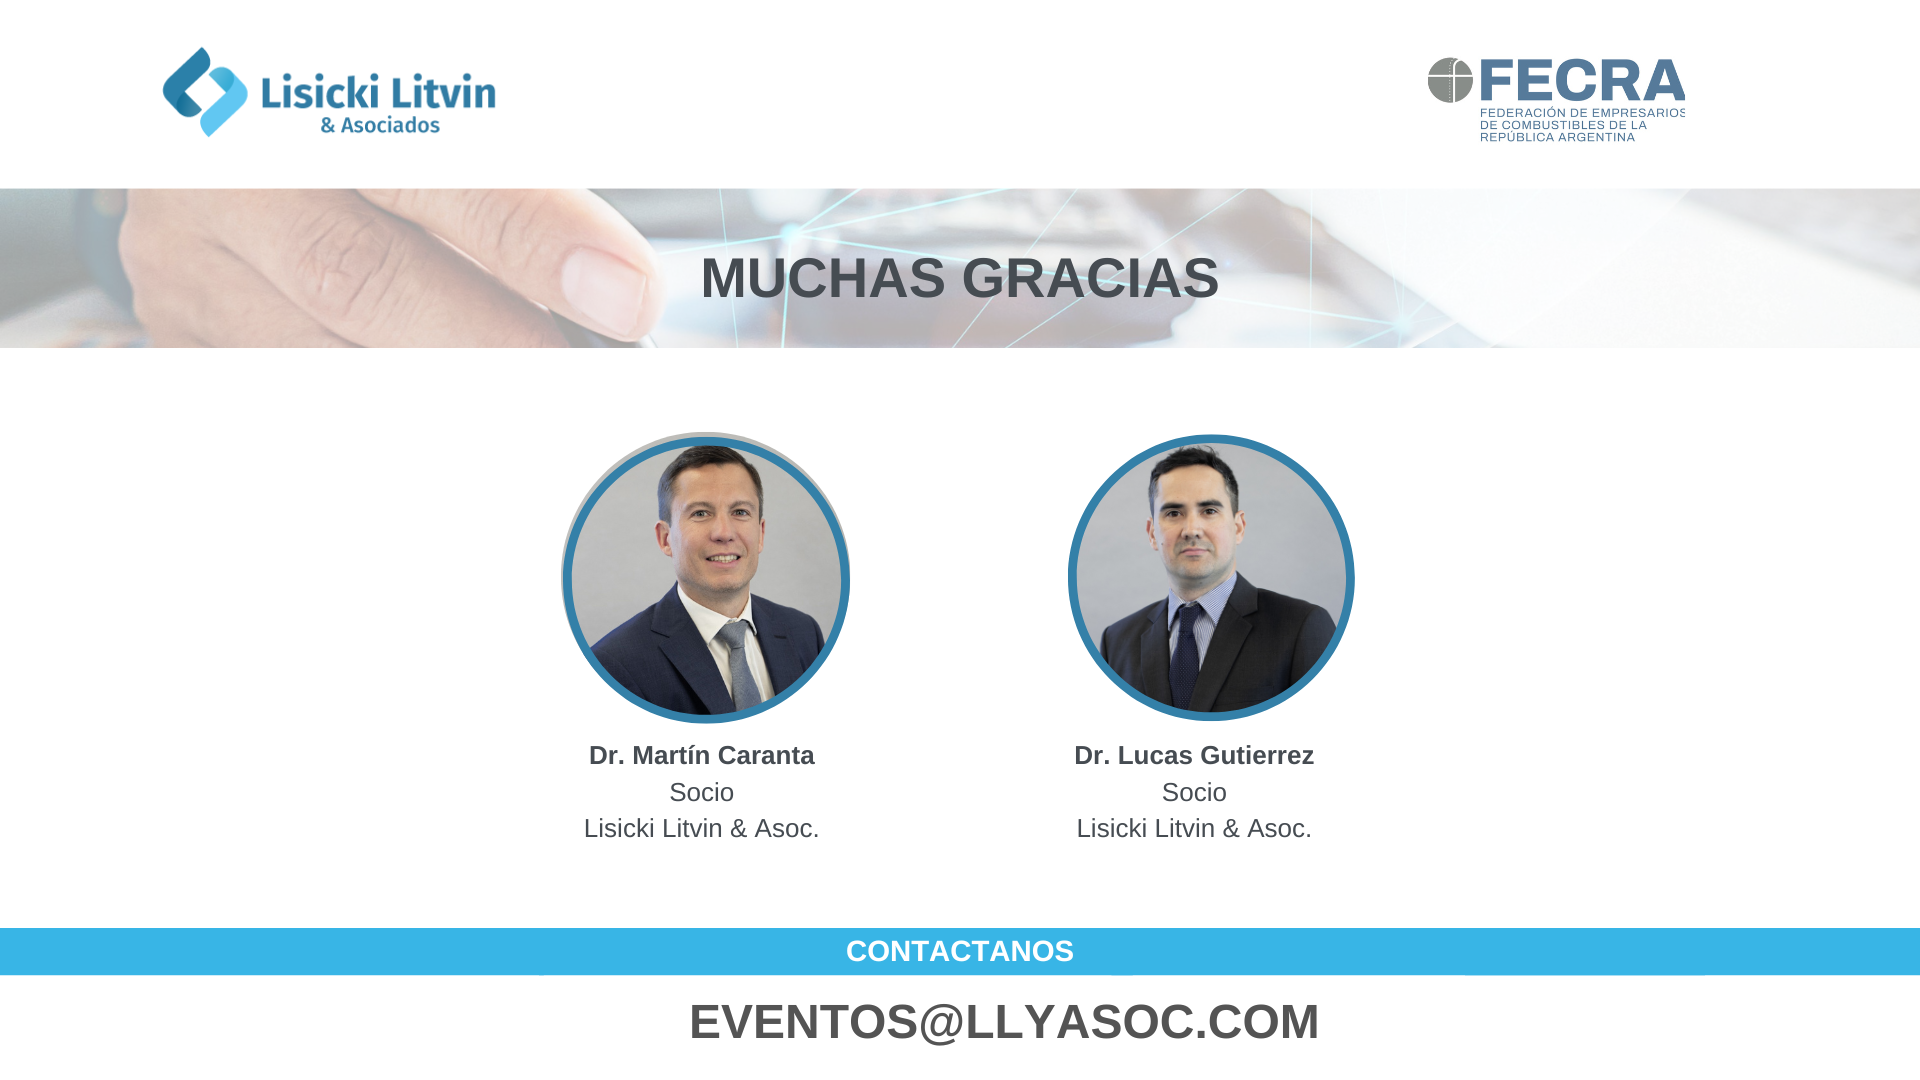 Lisicki Litvin
& Asociados
FECRA
FEDERACIÓN DE EMPRESARIOS
DE COMBUSTIBLES DE LA
REPÚBLICA ARGENTINA
MUCHAS GRACIAS
Dr. Martín Caranta
Socio
Lisicki Litvin & Asoc.
Dr. Lucas Gutierrez
Socio
Lisicki Litvin & Asoc.
CONTACTANOS
EVENTOS@LLYASOC.COM